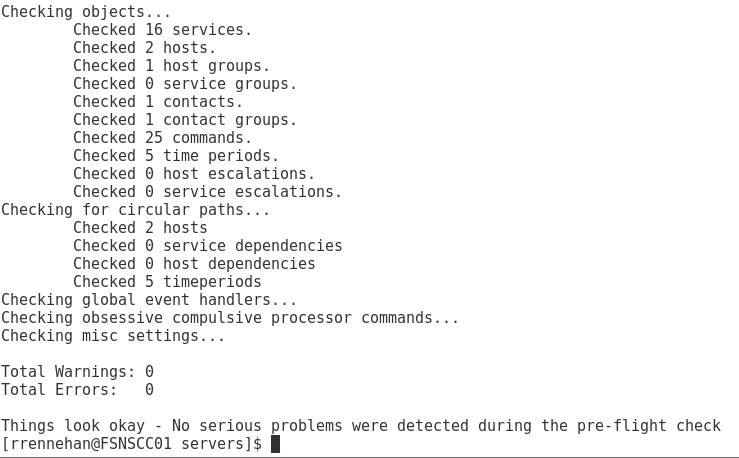 Checking objects...
Checked 16 services.
Checked 2 hosts.
Checked 1 host groups.
Checked 0 service groups.
Checked 1 contacts.
Checked 1 contact groups.
Checked 25 commands.
Checked 5 time periods.
Checked 0 host escalations.
Checked 0 service escalations.
Checking for circular paths...
Checked 2 hosts
Checked 0 service dependencies
Checked 0 host dependencies
Checked 5 timeperiods
Checking global event handlers...
Checking obsessive compulsive processor commands...
Checking misc settings...
Total Warnings: 0
Total Errors:   0
Things look okay - No serious problems were detected during the pre-flight check
[rrennehan@FSNSCC01 servers]$